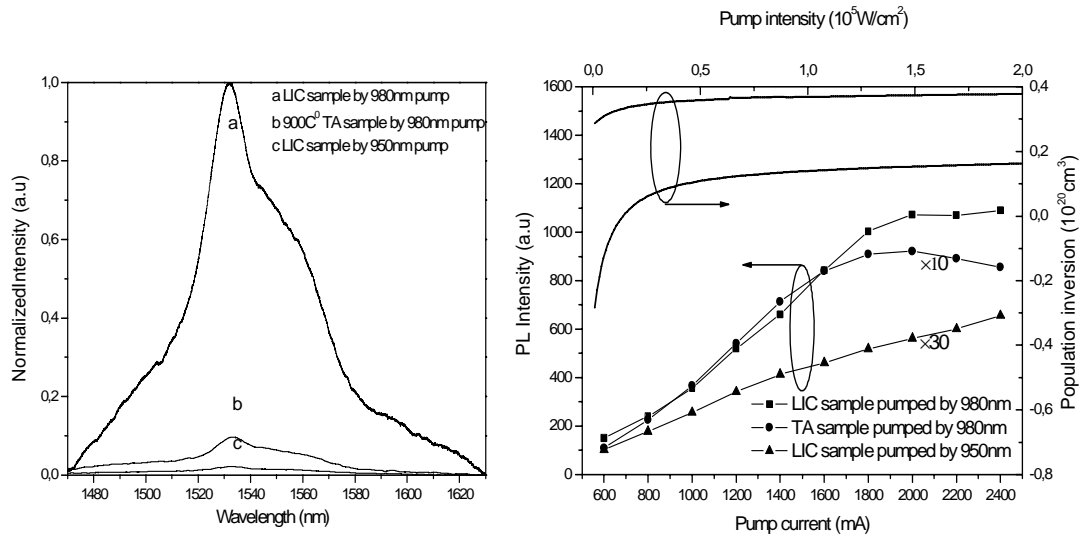 1,0
0,8
0,6
0,4
0,2
0,0
NormalizedIntensity (a.u)
a LIC sample by 980nm pump
b 900C⁰ TA sample by 980nm pump
c LIC sample by 950nm pump
a
b
c
1480 1500 1520 1540 1560 1580 1600 1620
Wavelength (nm)
Pump intensity (10⁵W/cm²)
0,0 0,5 1,0 1,5 2,0
1600
1400
1200
1000
800
600
400
200
0
PL Intensity (a.u)
0,4
0,2
0,0
-0,2
-0,4
-0,6
-0,8
Population inversion (10²⁰cm³)
×10
×30
LIC sample pumped by 980nm
TA sample pumped by 980nm
LIC sample pumped by 950nm
600 800 1000 1200 1400 1600 1800 2000 2200 2400
Pump current (mA)